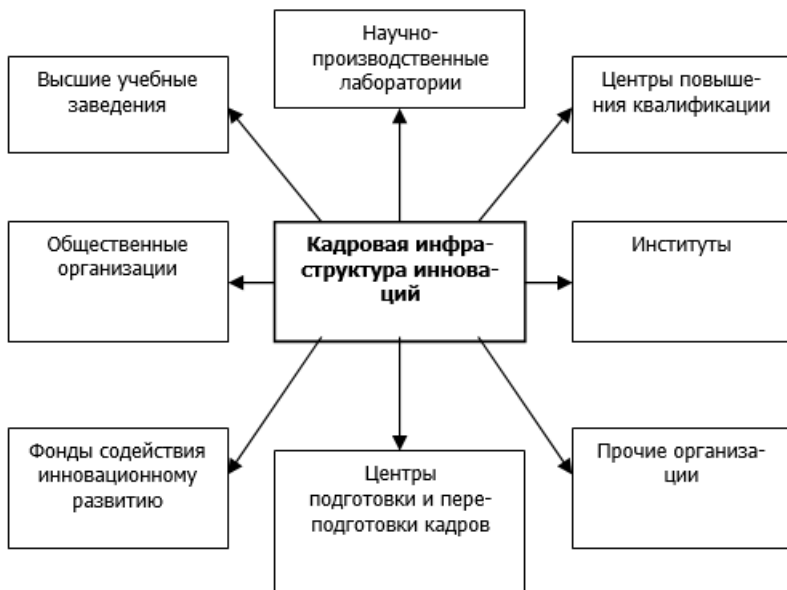 Научно-
производственные
лаборатории
Высшие учебные
заведения
Центры повыше-
ния квалификации
Общественные
организации
Кадровая инфра-
структура иннова-
ций
Институты
Фонды содействия
инновационному
развитию
Центры
подготовки и пере-
подготовки кадров
Прочие организа-
ции